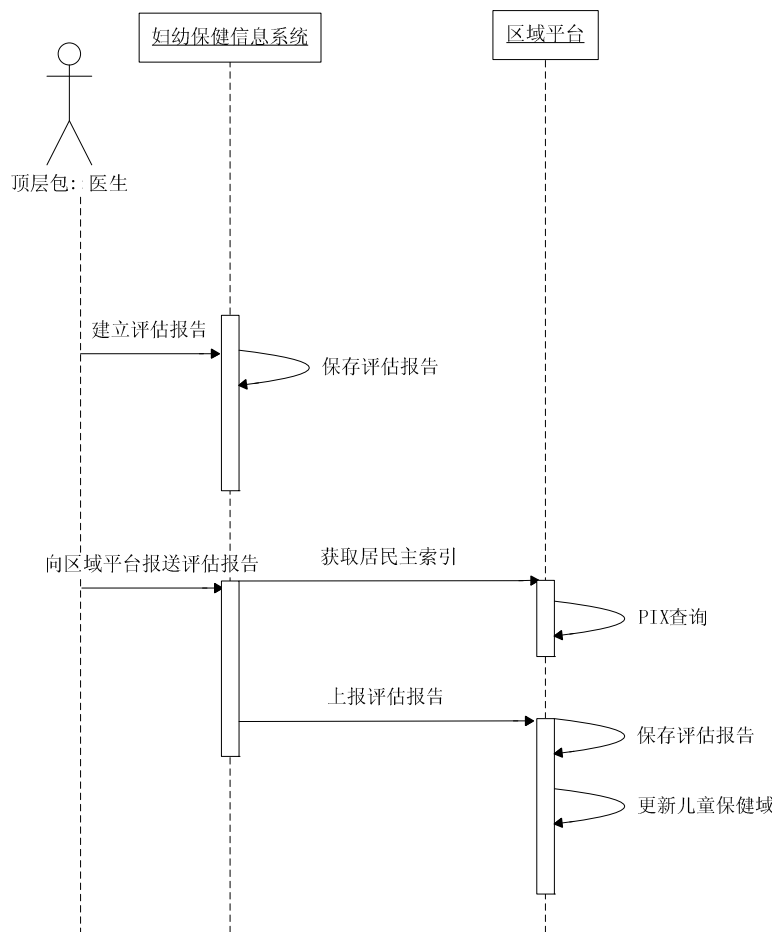 妇幼保健信息系统
区域平台
顶层包: 医生
建立评估报告
保存评估报告
向区域平台报送评估报告
获取居民主索引
PIX查询
上报评估报告
保存评估报告
更新儿童保健域